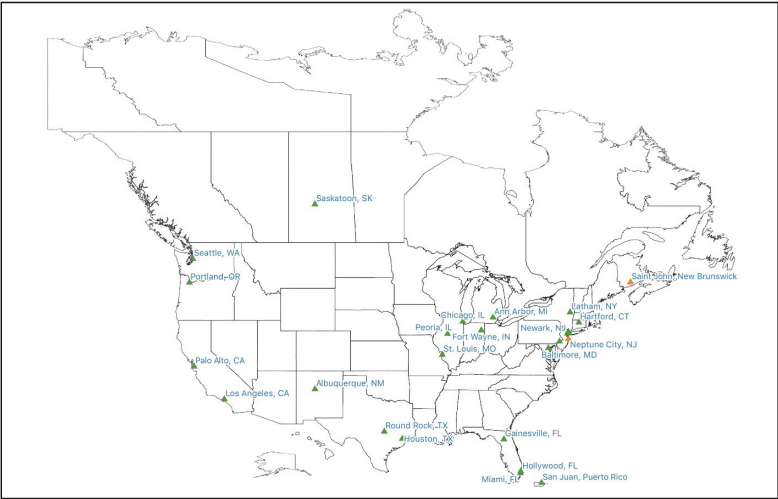 Saskatoon, SK
Seattle, WA
Saint John, New Brunswick
Portland, OR
Latham, NY
Ann Arbor, MI
Chicago, IL
Hartford, CT
Peoria, IL
Newark, NJ
Fort Wayne, IN
Neptune City, NJ
St. Louis, MO
Baltimore, MD
Palo Alto, CA
Albuquerque, NM
Los Angeles, CA
Round Rock, TX
Gainesville, FL
Houston, TX
Hollywood, FL
Miami, FL
San Juan, Puerto Rico